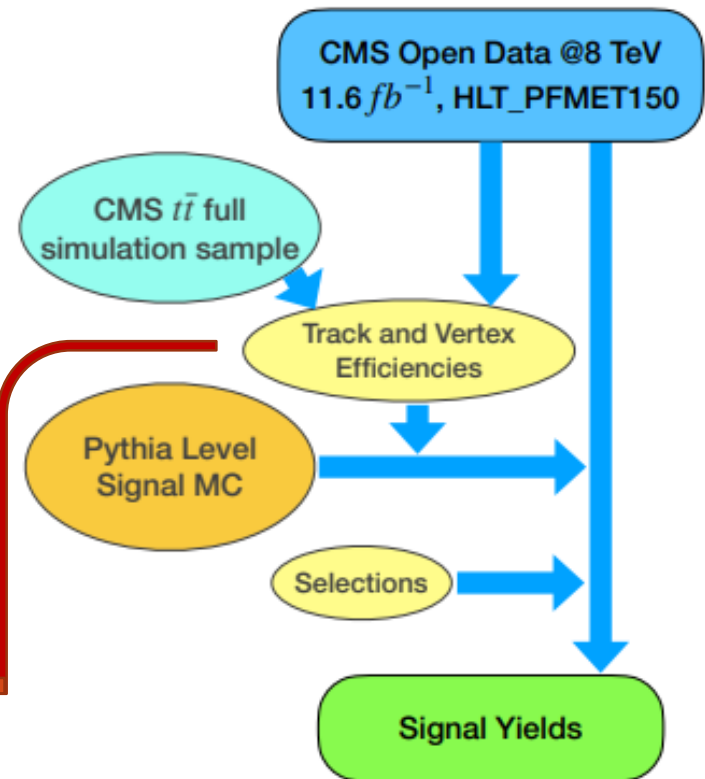 CMS Open Data @8 TeV
11.6 fb⁻¹, HLT_PFMET150
CMS tt̄ full
simulation sample
Track and Vertex
Efficiencies
Pythia Level
Signal MC
Selections
Signal Yields